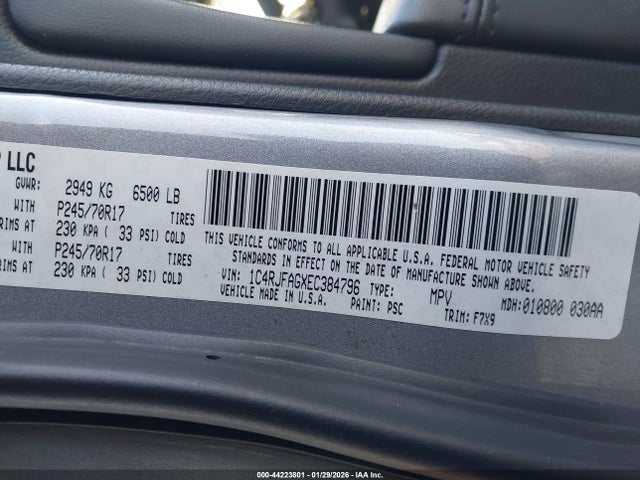 LLC
GVWR: 2949 KG 6500 LB
WITH P245/70R17 TIRES
RIMS AT 230 KPA ( 33 PSI) COLD
WITH P245/70R17 TIRES
RIMS AT 230 KPA ( 33 PSI) COLD
THIS VEHICLE CONFORMS TO ALL APPLICABLE U.S.A. FEDERAL MOTOR VEHICLE SAFETY
STANDARDS IN EFFECT ON THE DATE OF MANUFACTURE SHOWN ABOVE.
VIN: 1C4RJFAGXEC384796 TYPE: MPV MDH: 010800 030AA
VEHICLE MADE IN U.S.A. PAINT: PSC TRIM: F7X9
000-44223801 | 01/29/2026 | IAA, Inc.